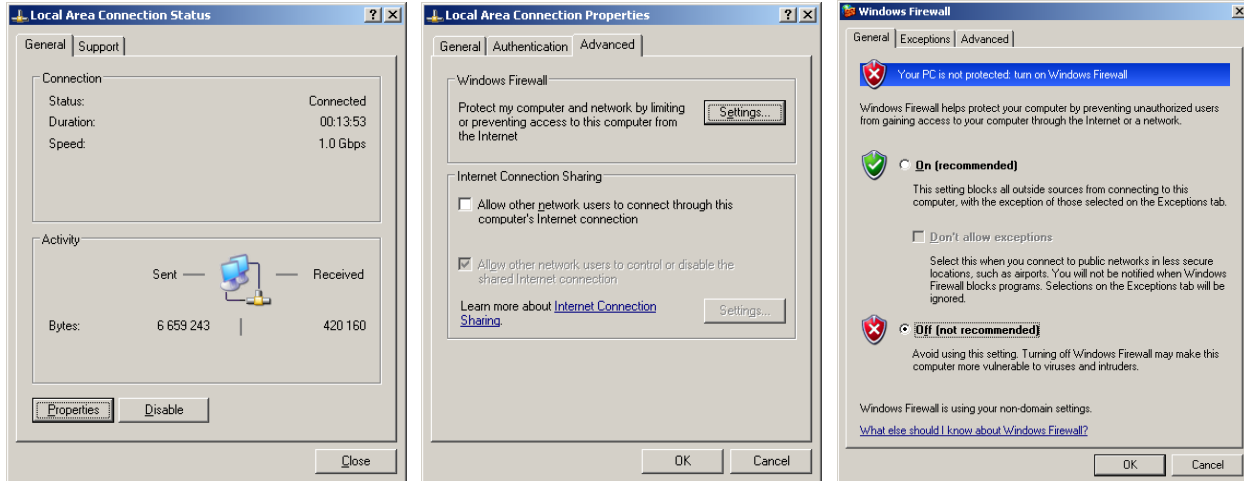 Local Area Connection Status
General Support
Connection
Status: Connected
Duration: 00:13:53
Speed: 1.0 Gbps
Activity
Sent — — Received
Bytes: 6 659 243 | 420 160
Properties Disable
Close
Local Area Connection Properties
General Authentication Advanced
Windows Firewall
Protect my computer and network by limiting
or preventing access to this computer from
the Internet
Settings...
Internet Connection Sharing
Allow other network users to connect through this
computer's Internet connection
Allow other network users to control or disable the
shared Internet connection
Learn more about Internet Connection
Sharing.
Settings...
OK Cancel
Windows Firewall
General Exceptions Advanced
Your PC is not protected: turn on Windows Firewall
Windows Firewall helps protect your computer by preventing unauthorized users
from gaining access to your computer through the Internet or a network.
On (recommended)
This setting blocks all outside sources from connecting to this
computer, with the exception of those selected on the Exceptions tab.
Don't allow exceptions
Select this when you connect to public networks in less secure
locations, such as airports. You will not be notified when Windows
Firewall blocks programs. Selections on the Exceptions tab will be
ignored.
Off (not recommended)
Avoid using this setting. Turning off Windows Firewall may make this
computer more vulnerable to viruses and intruders.
Windows Firewall is using your non-domain settings.
What else should I know about Windows Firewall?
OK Cancel